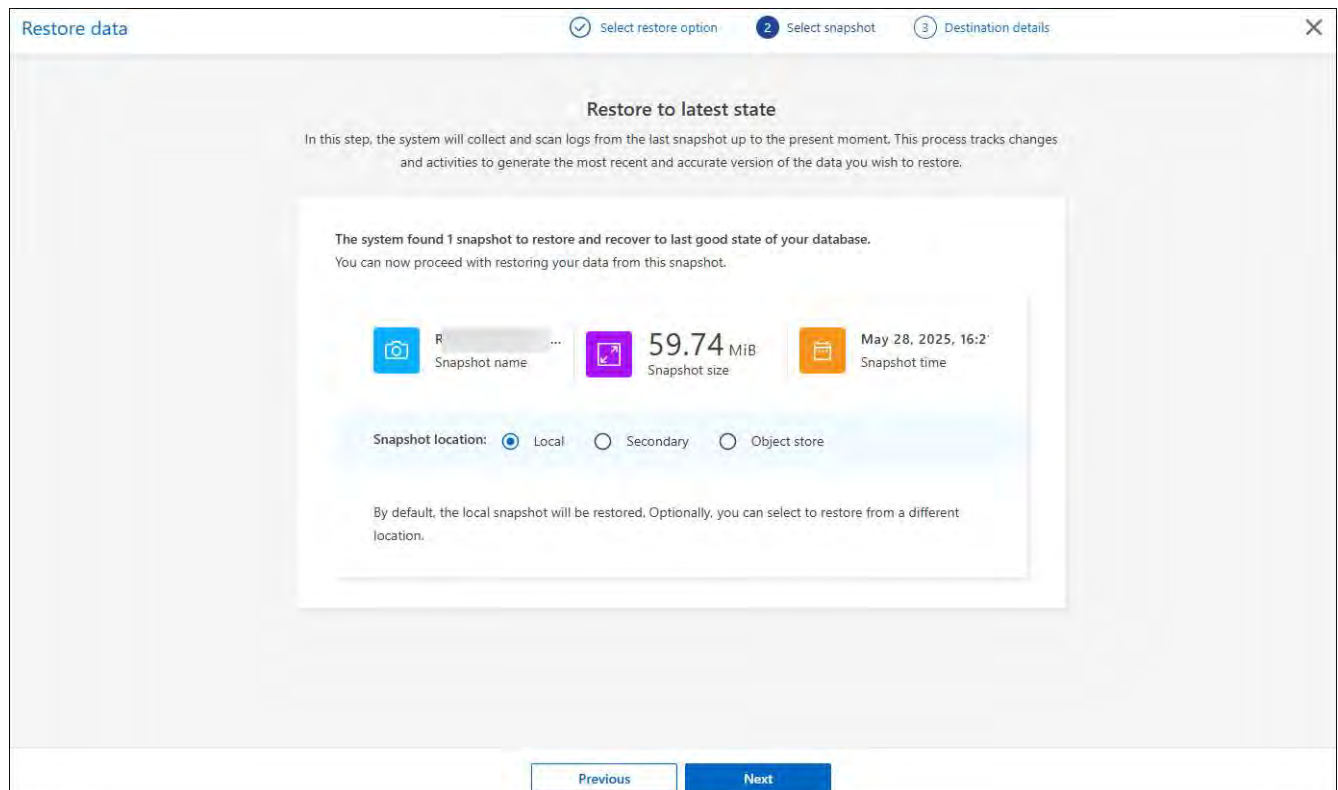 Restore data
Select restore option
2 Select snapshot
3 Destination details
Restore to latest state
In this step, the system will collect and scan logs from the last snapshot up to the present moment. This process tracks changes
and activities to generate the most recent and accurate version of the data you wish to restore.
The system found 1 snapshot to restore and recover to last good state of your database.
You can now proceed with restoring your data from this snapshot.
R ...
Snapshot name
59.74 MiB
Snapshot size
May 28, 2025, 16:2
Snapshot time
Snapshot location: Local Secondary Object store
By default, the local snapshot will be restored. Optionally, you can select to restore from a different
location.
Previous
Next